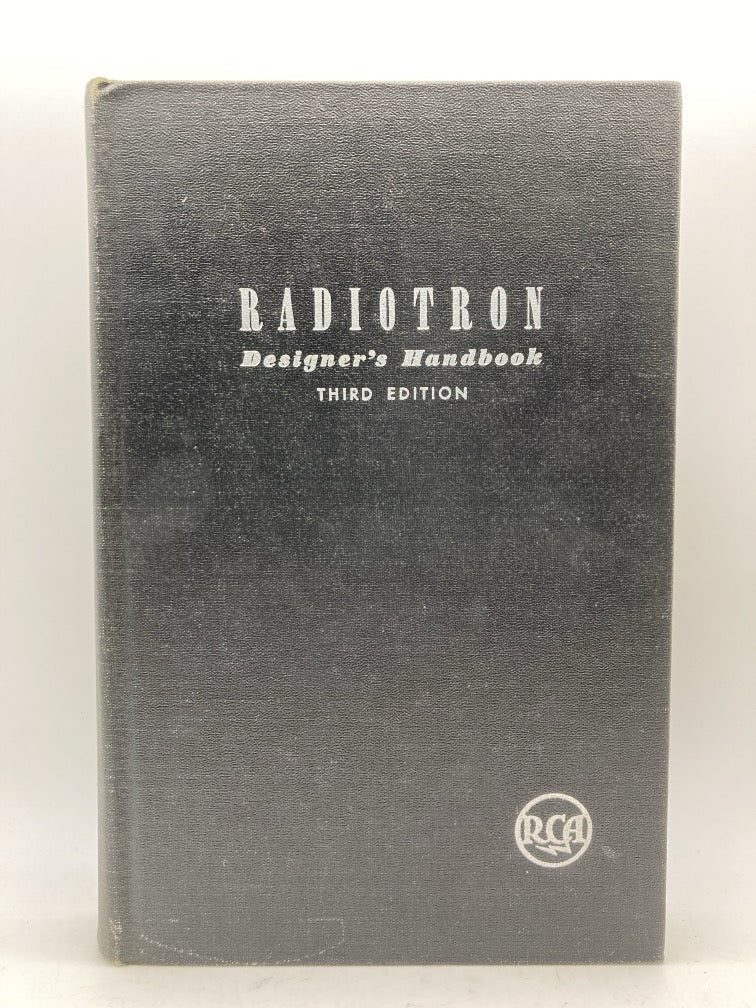 RADIOTRON
Designer's Handbook
THIRD EDITION
RCA